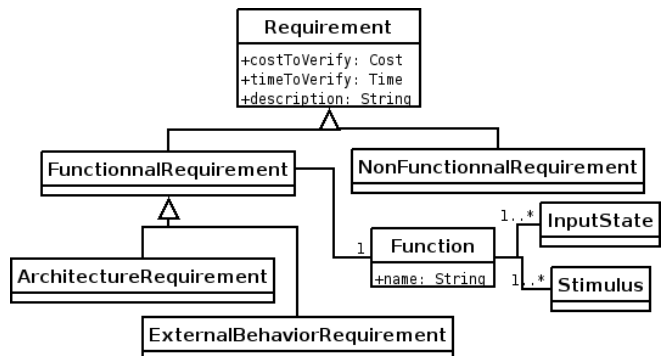 Requirement
+costToVerify: Cost
+timeToVerify: Time
+description: String
FunctionnalRequirement
NonFunctionnalRequirement
1..*
InputState
1
Function
+name: String
1..*
Stimulus
ArchitectureRequirement
ExternalBehaviorRequirement